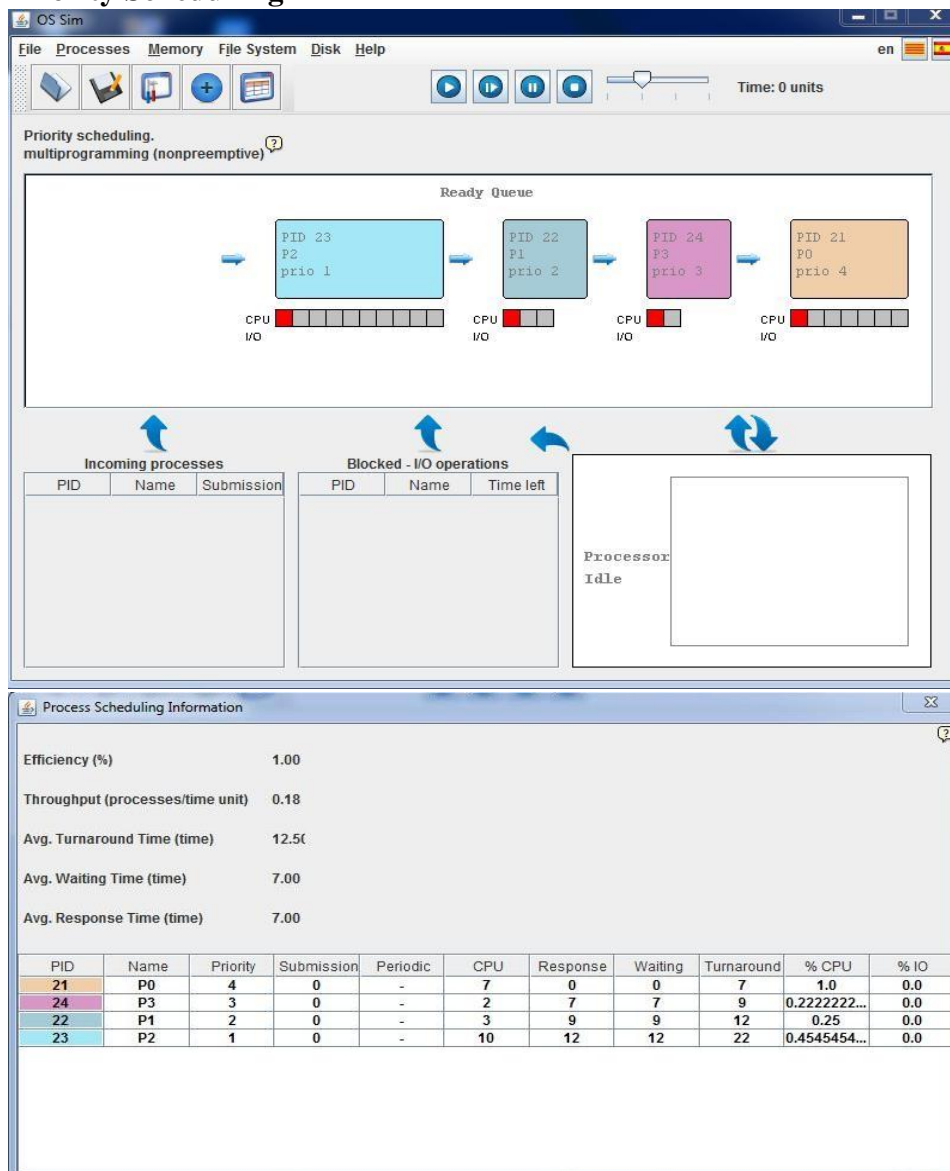 OS Sim
File Processes Memory File System Disk Help en
Time: 0 units
Priority scheduling.
multiprogramming (nonpreemptive) ?
Ready Queue
PID 23 PID 22 PID 24 PID 21
P2 P1 P3 P0
prio 1 prio 2 prio 3 prio 4
CPU CPU CPU CPU
I/O I/O I/O I/O
Incoming processes Blocked - I/O operations
PID Name Submission PID Name Time left
Processor
Idle
Process Scheduling Information
?
Efficiency (%) 1.00
Throughput (processes/time unit) 0.18
Avg. Turnaround Time (time)
Avg. Waiting Time (time) 7.00
Avg. Response Time (time) 7.00
PID Name Priority Submission Periodic CPU Response Waiting Turnaround % CPU % IO
21 P0 4 0 - 7 0 0 7 1.0 0.0
24 P3 3 0 - 2 7 7 9 0.2222222... 0.0
22 P1 2 0 - 3 9 9 12 0.25 0.0
23 P2 1 0 - 10 12 12 22 0.4545454... 0.0